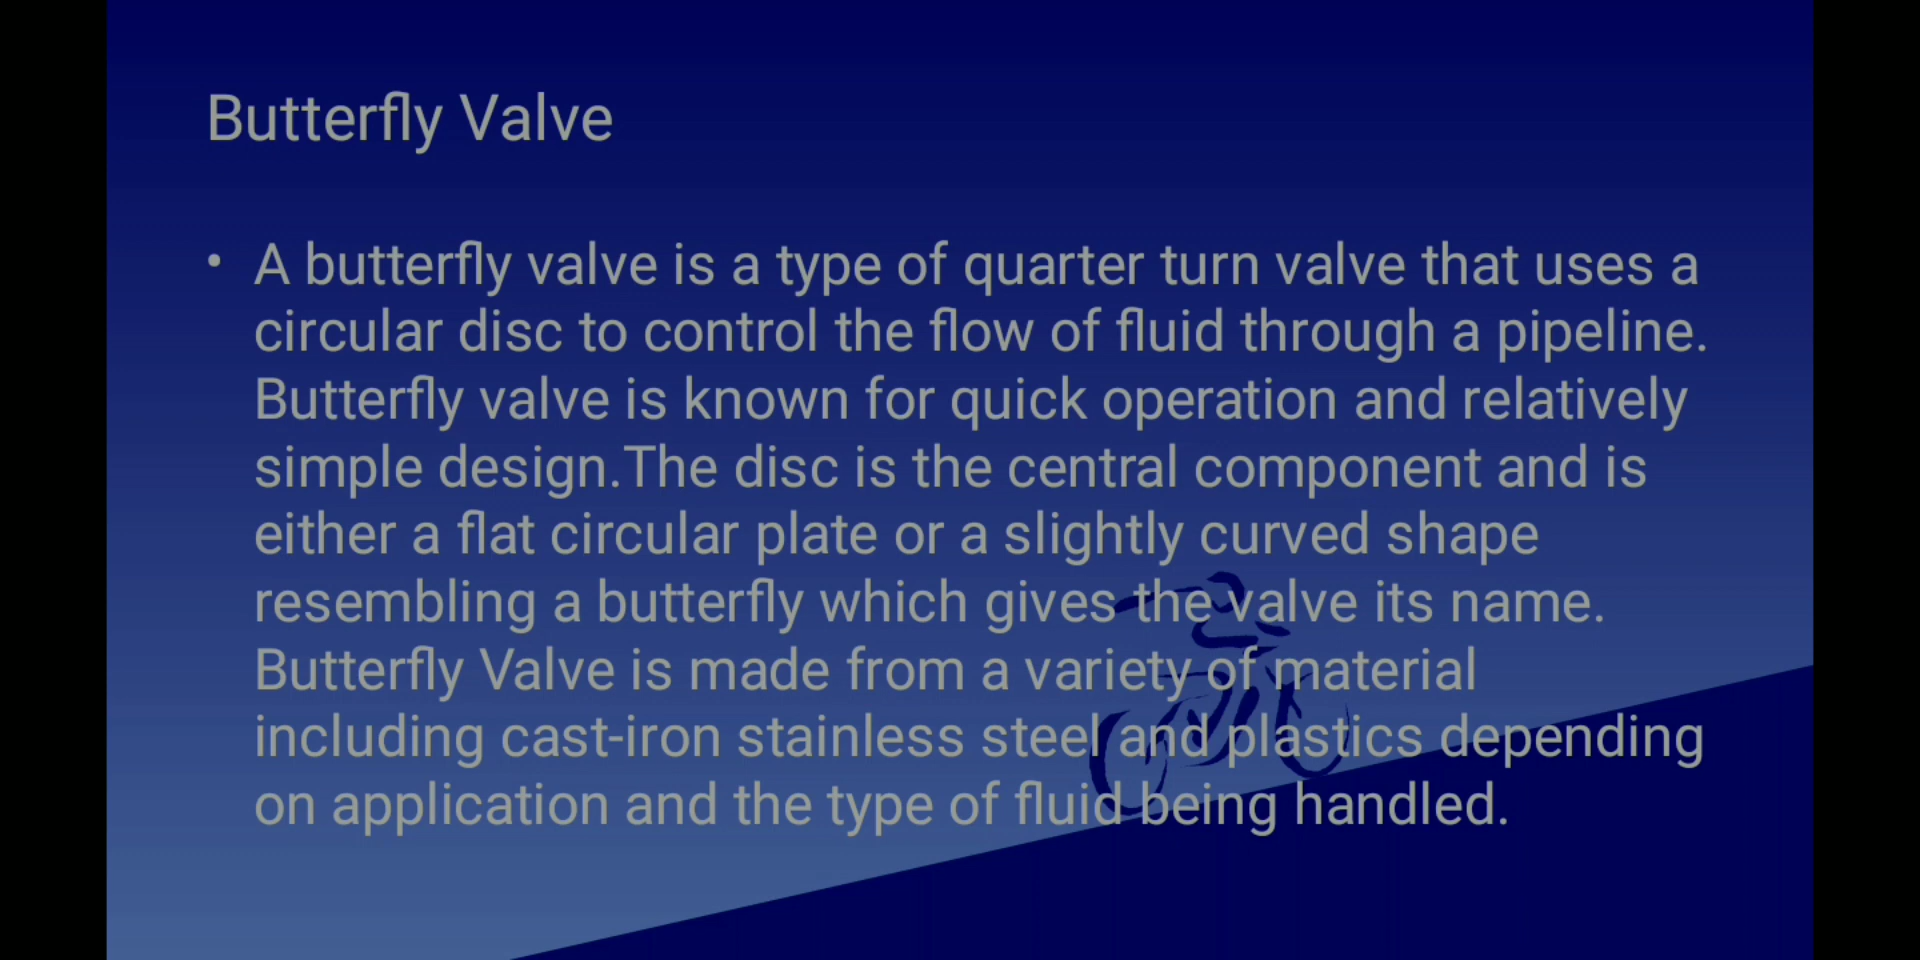 Butterfly Valve
• A butterfly valve is a type of quarter turn valve that uses a
circular disc to control the flow of fluid through a pipeline.
Butterfly valve is known for quick operation and relatively
simple design.The disc is the central component and is
either a flat circular plate or a slightly curved shape
resembling a butterfly which gives the valve its name.
Butterfly Valve is made from a variety of material
including cast-iron stainless steel and plastics depending
on application and the type of fluid being handled.